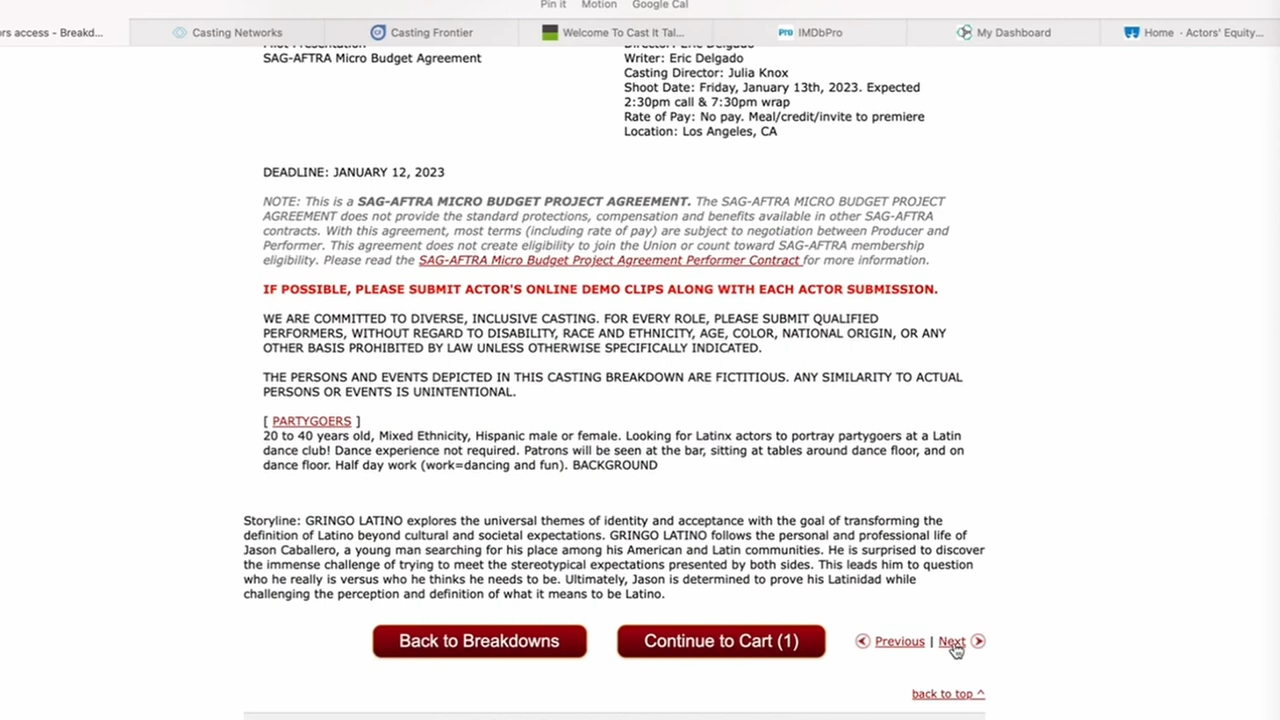 Pin it Motion Google Cal
ors access - Breakd...
Casting Networks
Casting Frontier
Welcome To Cast It Tal...
Pro IMDbPro
My Dashboard
Home · Actors' Equity...
Pilot Presentation
SAG-AFTRA Micro Budget Agreement
Director: Eric Delgado
Writer: Eric Delgado
Casting Director: Julia Knox
Shoot Date: Friday, January 13th, 2023. Expected
2:30pm call & 7:30pm wrap
Rate of Pay: No pay. Meal/credit/invite to premiere
Location: Los Angeles, CA
DEADLINE: JANUARY 12, 2023
NOTE: This is a SAG-AFTRA MICRO BUDGET PROJECT AGREEMENT. The SAG-AFTRA MICRO BUDGET PROJECT
AGREEMENT does not provide the standard protections, compensation and benefits available in other SAG-AFTRA
contracts. With this agreement, most terms (including rate of pay) are subject to negotiation between Producer and
Performer. This agreement does not create eligibility to join the Union or count toward SAG-AFTRA membership
eligibility. Please read the SAG-AFTRA Micro Budget Project Agreement Performer Contract for more information.
IF POSSIBLE, PLEASE SUBMIT ACTOR'S ONLINE DEMO CLIPS ALONG WITH EACH ACTOR SUBMISSION.
WE ARE COMMITTED TO DIVERSE, INCLUSIVE CASTING. FOR EVERY ROLE, PLEASE SUBMIT QUALIFIED
PERFORMERS, WITHOUT REGARD TO DISABILITY, RACE AND ETHNICITY, AGE, COLOR, NATIONAL ORIGIN, OR ANY
OTHER BASIS PROHIBITED BY LAW UNLESS OTHERWISE SPECIFICALLY INDICATED.
THE PERSONS AND EVENTS DEPICTED IN THIS CASTING BREAKDOWN ARE FICTITIOUS. ANY SIMILARITY TO ACTUAL
PERSONS OR EVENTS IS UNINTENTIONAL.
[ PARTYGOERS ]
20 to 40 years old, Mixed Ethnicity, Hispanic male or female. Looking for Latinx actors to portray partygoers at a Latin
dance club! Dance experience not required. Patrons will be seen at the bar, sitting at tables around dance floor, and on
dance floor. Half day work (work=dancing and fun). BACKGROUND
Storyline: GRINGO LATINO explores the universal themes of identity and acceptance with the goal of transforming the
definition of Latino beyond cultural and societal expectations. GRINGO LATINO follows the personal and professional life of
Jason Caballero, a young man searching for his place among his American and Latin communities. He is surprised to discover
the immense challenge of trying to meet the stereotypical expectations presented by both sides. This leads him to question
who he really is versus who he thinks he needs to be. Ultimately, Jason is determined to prove his Latinidad while
challenging the perception and definition of what it means to be Latino.
Back to Breakdowns
Continue to Cart (1)
Previous | Next
back to top ^